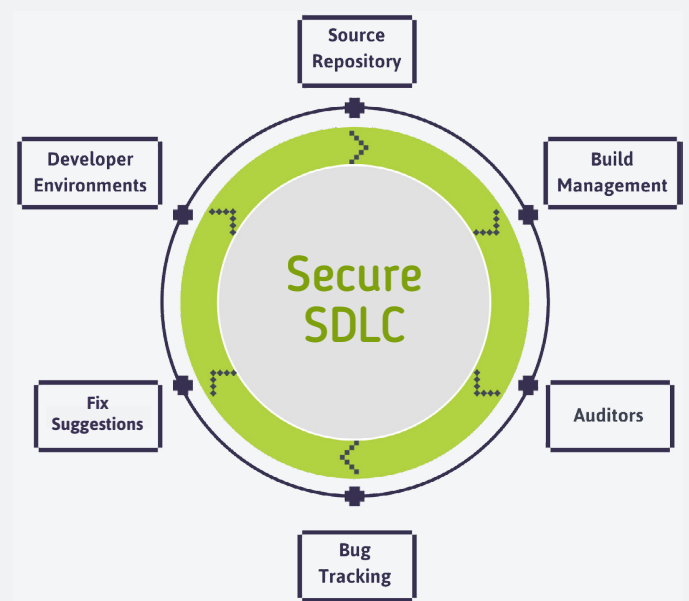 Source
Repository
Developer
Environments
Build
Management
Secure
SDLC
Fix
Suggestions
Auditors
Bug
Tracking